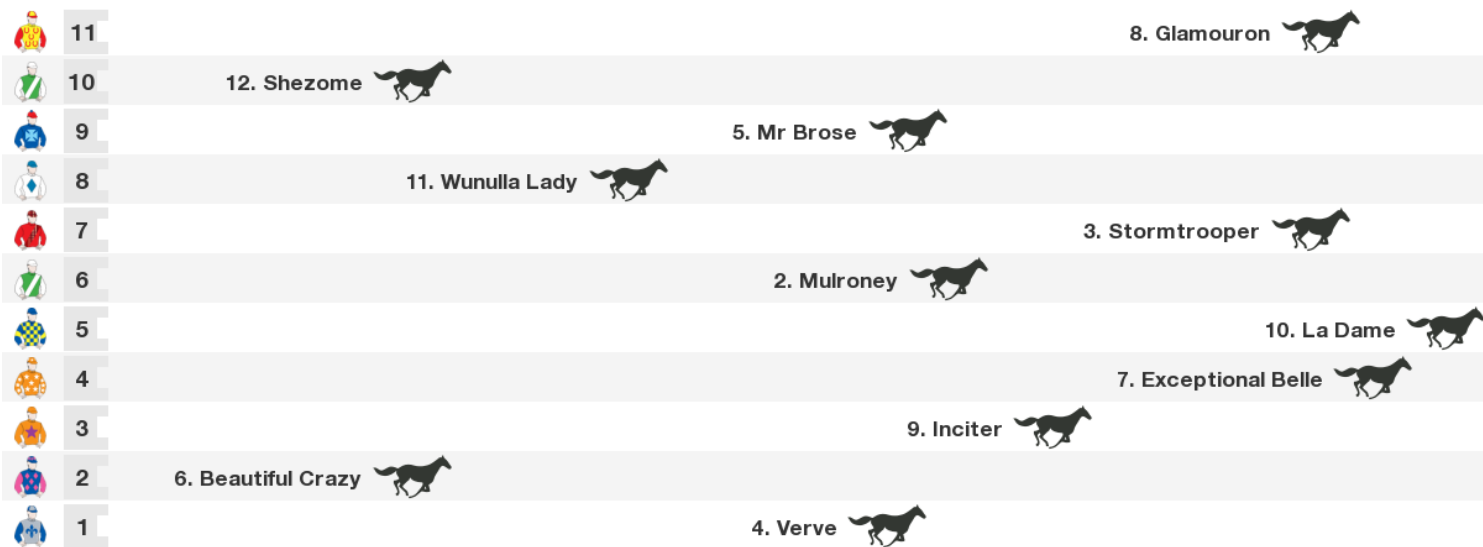 11 8. Glamouron
10 12. Shezome
9 5. Mr Brose
8 11. Wunulla Lady
7 3. Stormtrooper
6 2. Mulroney
5 10. La Dame
4 7. Exceptional Belle
3 9. Inciter
2 6. Beautiful Crazy
1 4. Verve